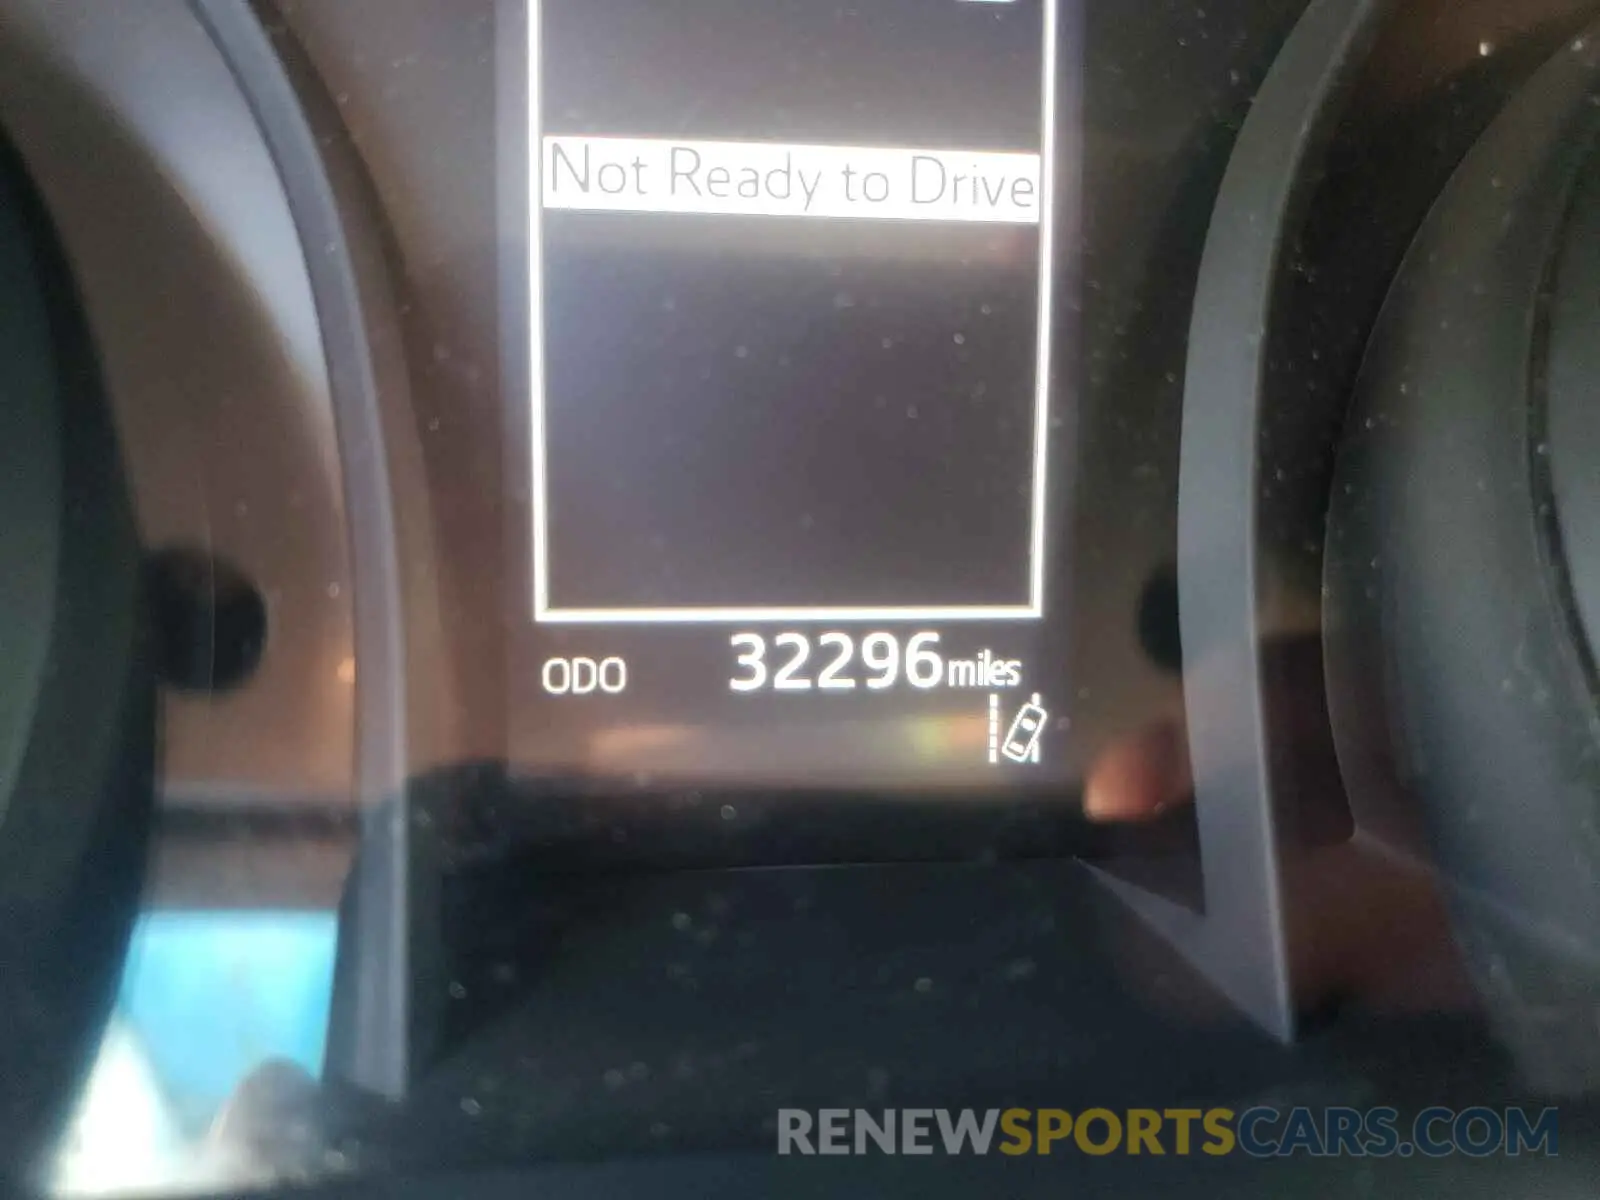 Not Ready to Drive
ODO 32296 miles
RENEWSPORTSCARS.COM